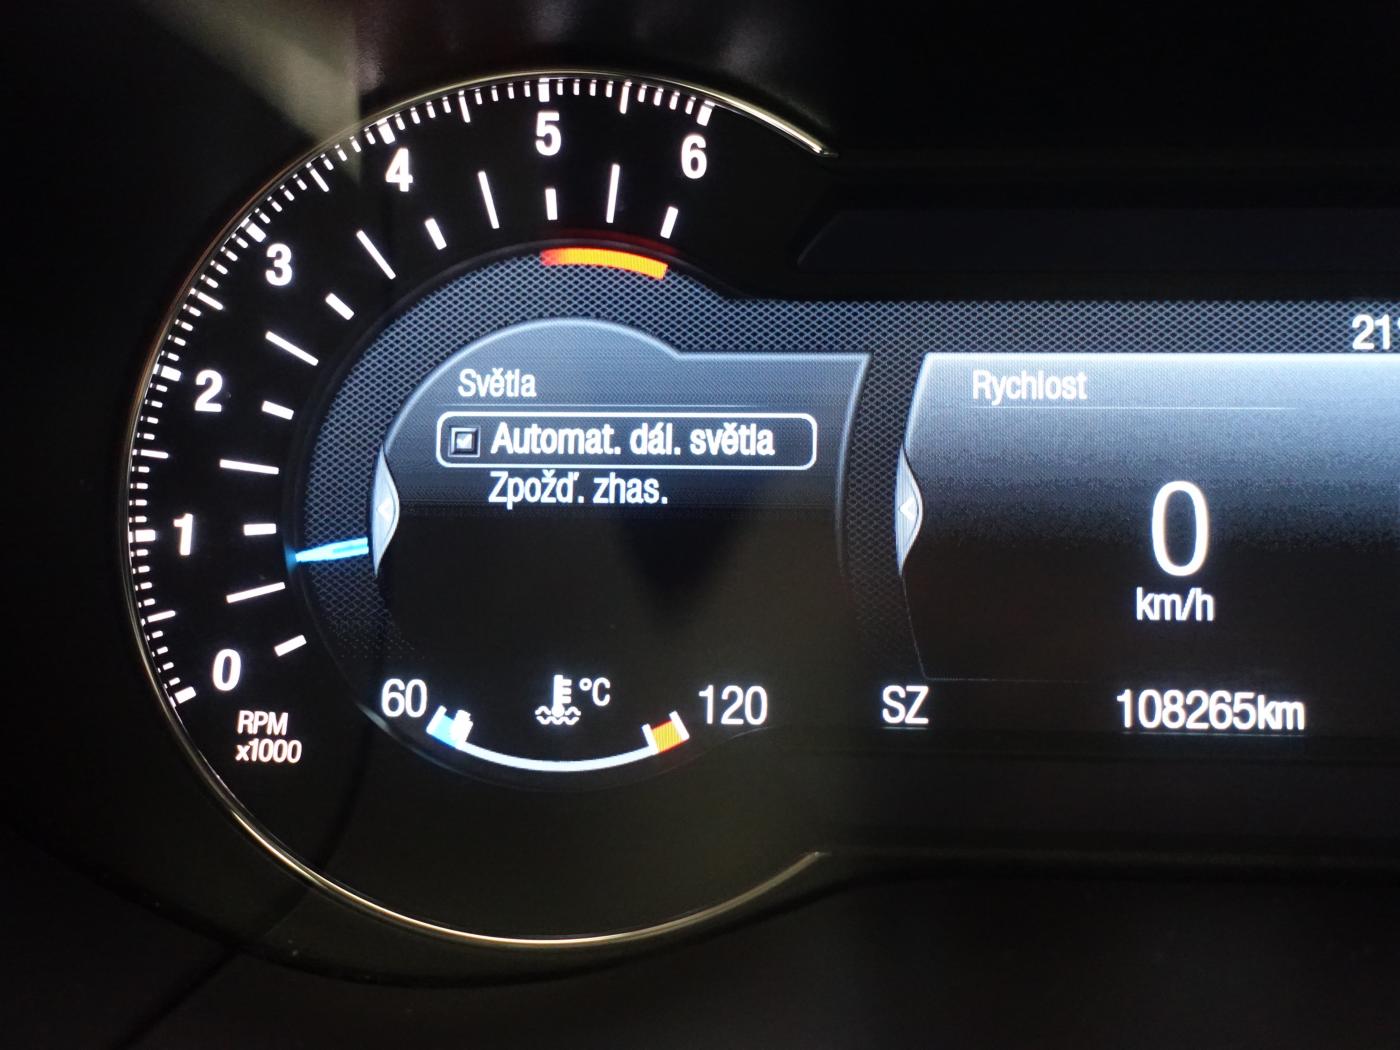 5
6
4
3
2
1
0
RPM
x1000
Světla
Automat. dál. světla
Zpožď. zhas.
60
°C
120
Rychlost
0
km/h
SZ
108265km